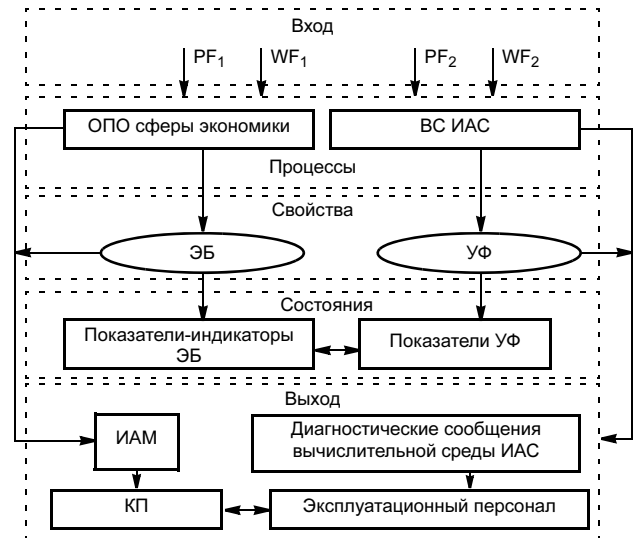 Вход
PF1 WF1 PF2 WF2
ОПО сферы экономики ВС ИАС
Процессы
Свойства
ЭБ УФ
Состояния
Показатели-индикаторы
ЭБ
Показатели УФ
Выход
ИАМ
Диагностические сообщения
вычислительной среды ИАС
КП Эксплуатационный персонал